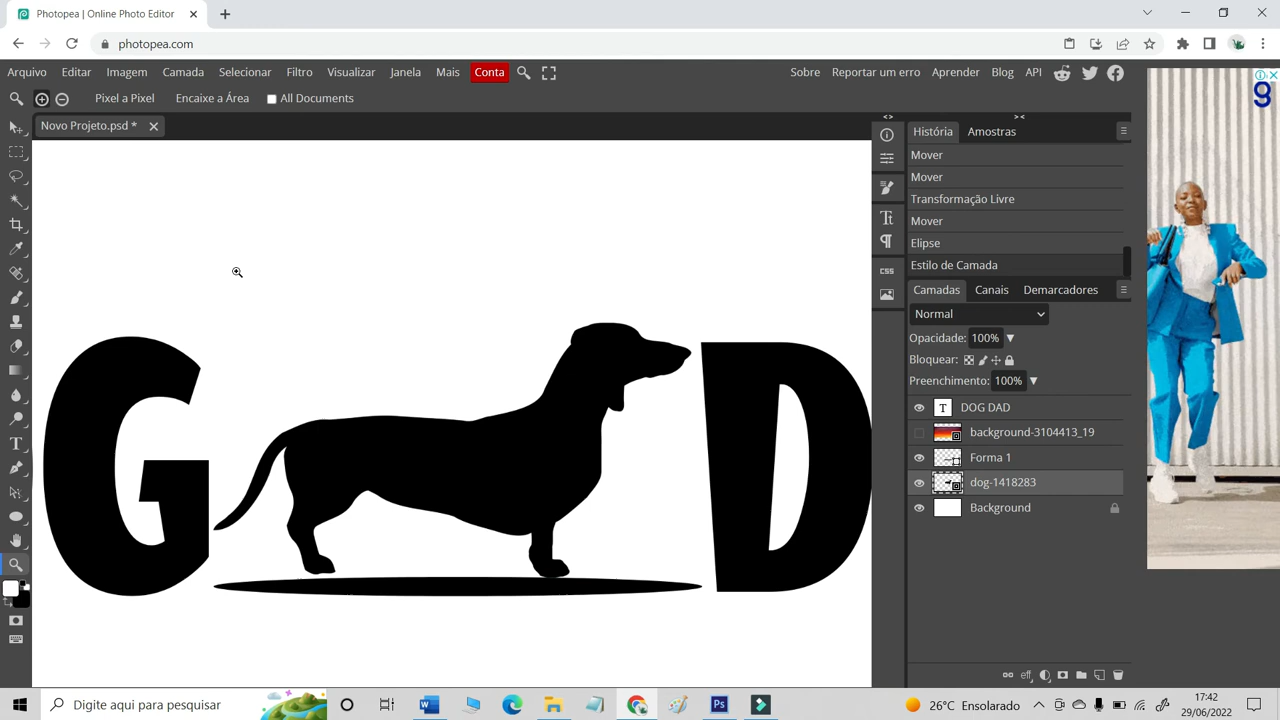 Photopea | Online Photo Editor
photopea.com
Arquivo Editar Imagem Camada Selecionar Filtro Visualizar Janela Mais Conta Sobre Reportar um erro Aprender Blog API
Pixel a Pixel Encaixe a Área All Documents
Novo Projeto.psd *
História Amostras
Mover
Mover
Transformação Livre
Mover
Elipse
Estilo de Camada
Camadas Canais Demarcadores
Normal
Opacidade: 100%
Bloquear:
Preenchimento: 100%
T DOG DAD
background-3104413_19
Forma 1
dog-1418283
Background
CSS
eff
G D
Digite aqui para pesquisar
26°C Ensolarado
17:42
29/06/2022